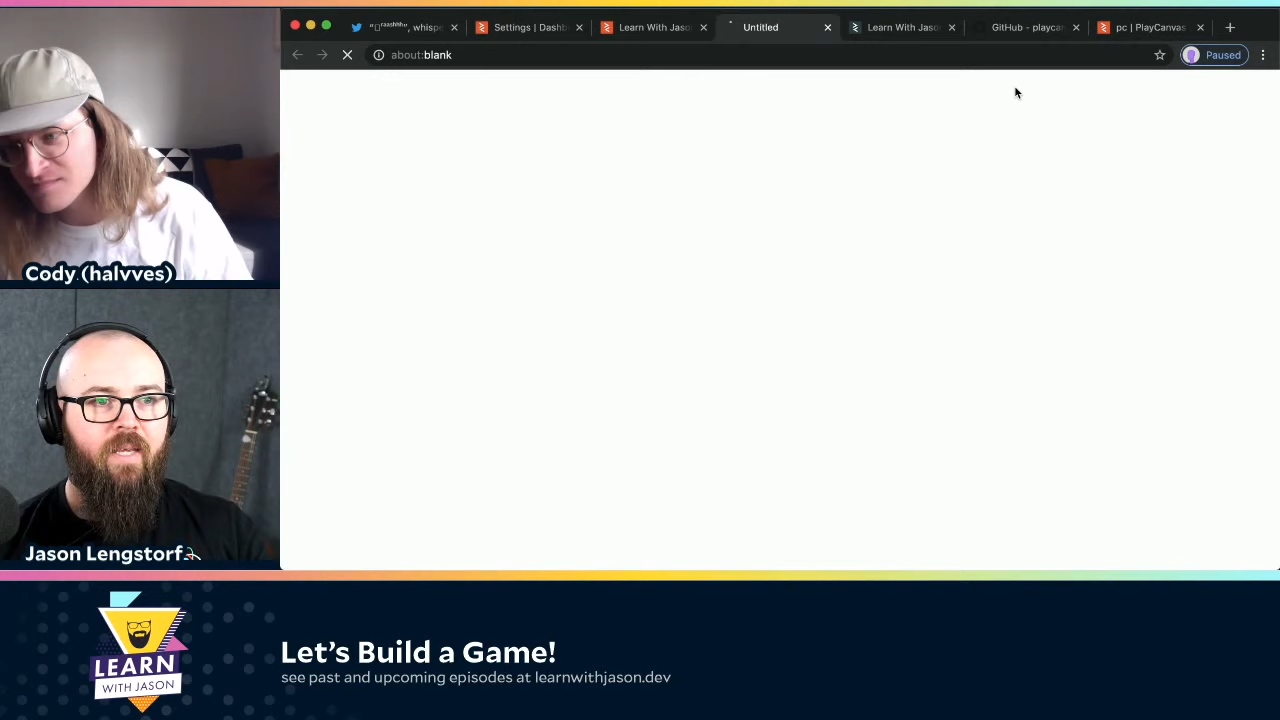 ", whispe
Settings | Dashb
Learn With Jaso
Untitled
Learn With Jaso
GitHub - playca
pc | PlayCanvas
about:blank
Paused
Cody (halvves)
Jason Lengstorf
LEARN
WITH JASON
Let's Build a Game!
see past and upcoming episodes at learnwithjason.dev